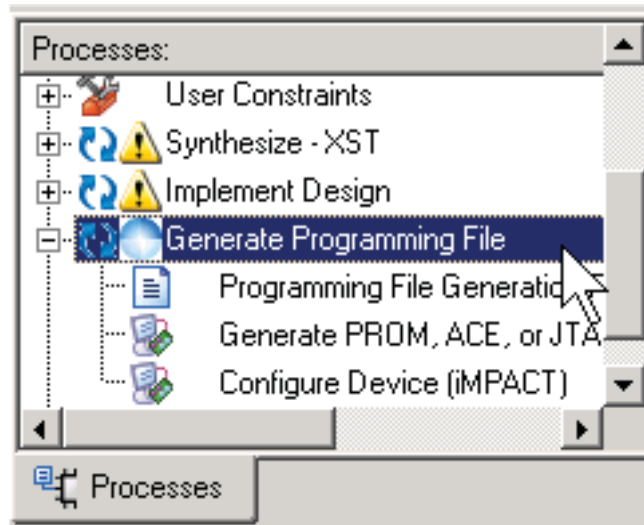 Processes:
User Constraints
Synthesize - XST
Implement Design
Generate Programming File
Programming File Generatio
Generate PROM, ACE, or JTA
Configure Device (iMPACT)
Processes